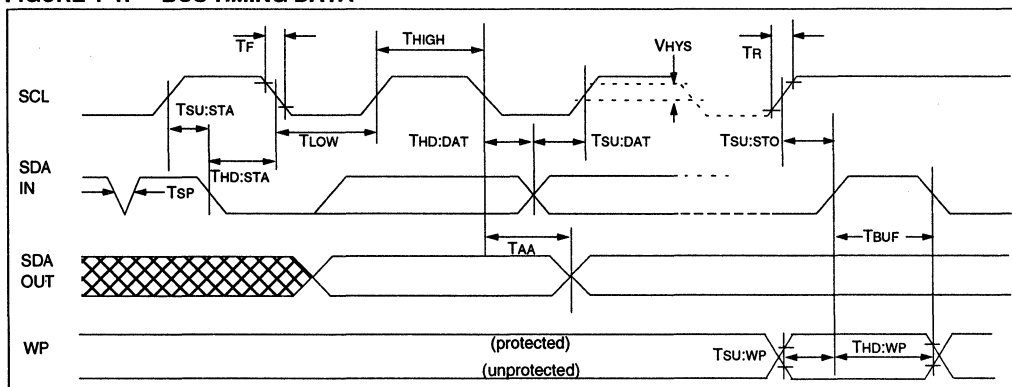 FIGURE 1-1: BUS TIMING DATA
TF
THIGH
VHYS
TR
SCL
TSU:STA
TLOW
THD:DAT
TSU:DAT
TSU:STO
SDA
IN
THD:STA
TSP
TBUF
TAA
SDA
OUT
WP
(protected)
(unprotected)
TSU:WP
THD:WP